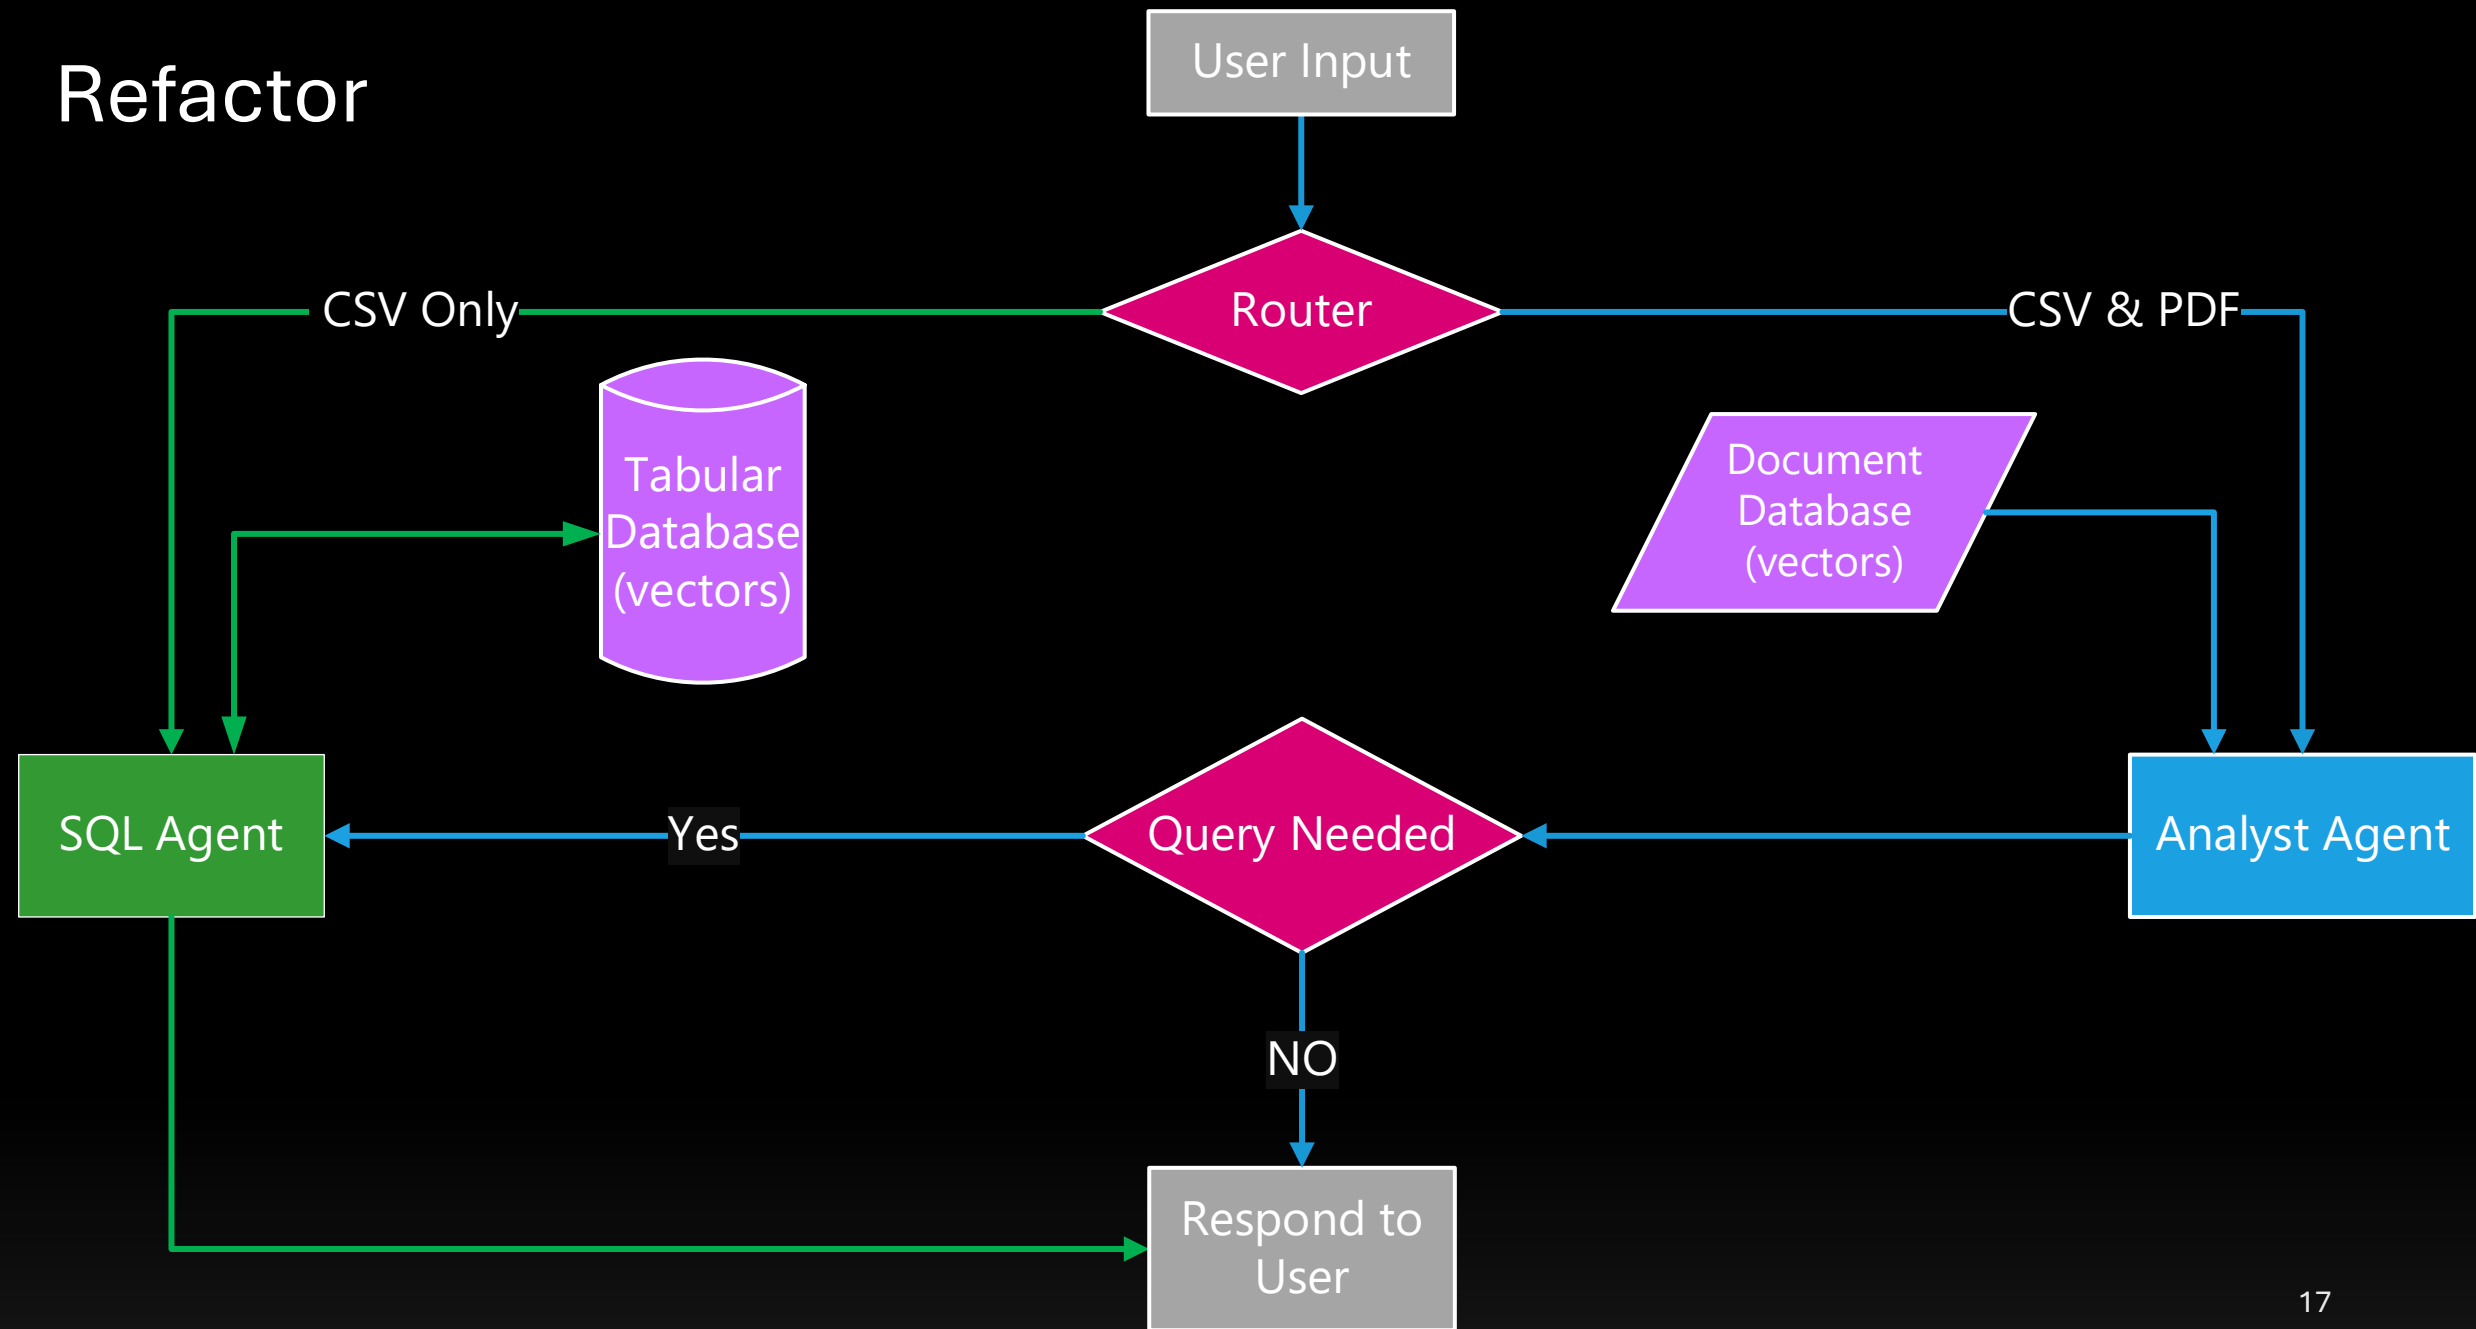 Refactor
User Input
Router
CSV Only
CSV & PDF
Tabular
Database
(vectors)
Document
Database
(vectors)
SQL Agent
Yes
Query Needed
Analyst Agent
NO
Respond to
User
17